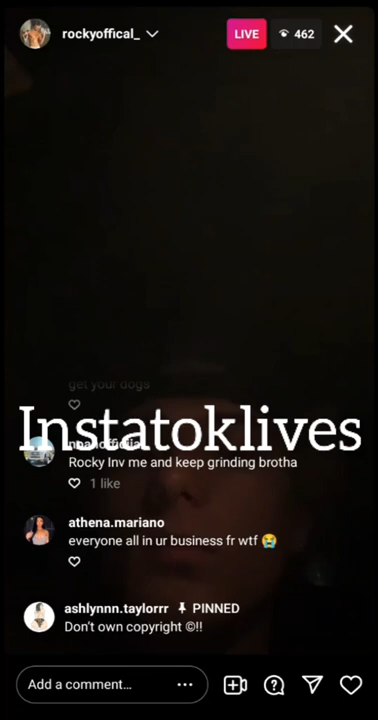 rockyoffical_
LIVE
462
get your dogs
Instatoklives
Rocky Inv me and keep grinding brotha
1 like
athena.mariano
everyone all in ur business fr wtf 😭
ashlynnn.taylorrr PINNED
Don't own copyright ©!!
Add a comment...